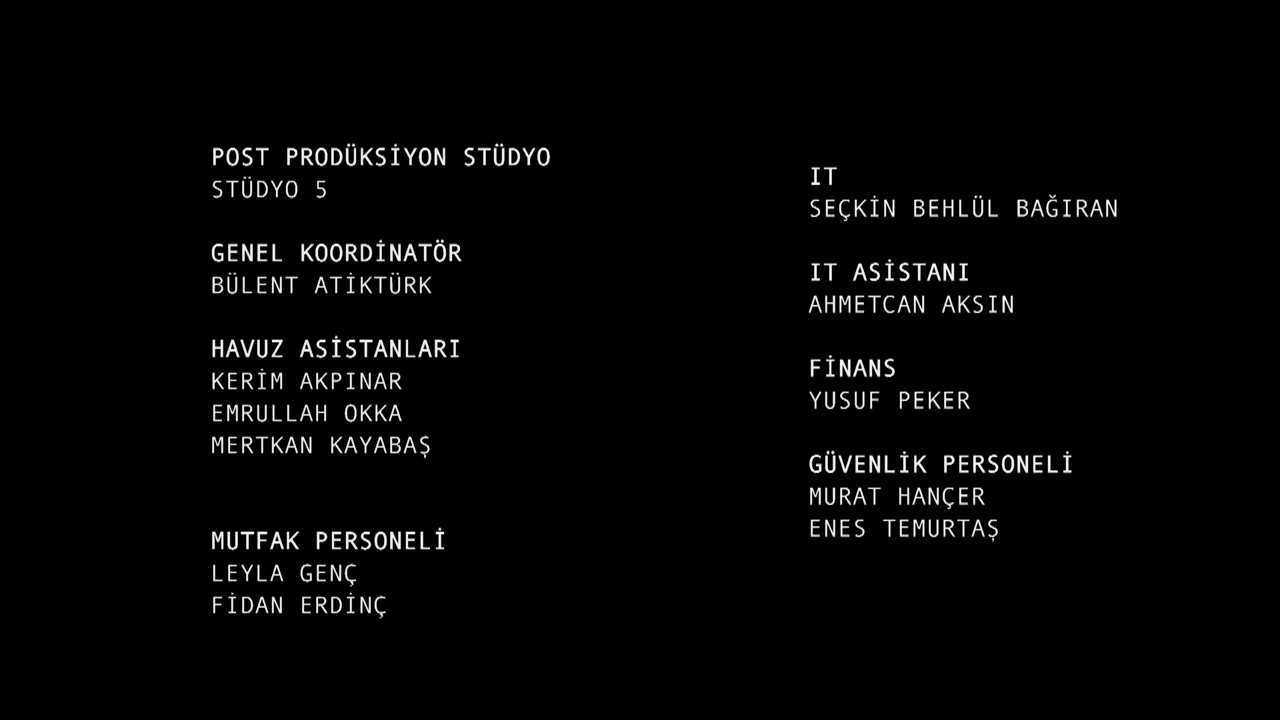 POST PRODÜKSİYON STÜDYO
STÜDYO 5
GENEL KOORDİNATÖR
BÜLENT ATİKTÜRK
HAVUZ ASİSTANLARI
KERİM AKPINAR
EMRULLAH OKKA
MERTKAN KAYABAŞ
MUTFAK PERSONELİ
LEYLA GENÇ
FİDAN ERDİNÇ
IT
SEÇKİN BEHLÜL BAĞIRAN
IT ASİSTANI
AHMETCAN AKSIN
FİNANS
YUSUF PEKER
GÜVENLİK PERSONELİ
MURAT HANÇER
ENES TEMURTAŞ